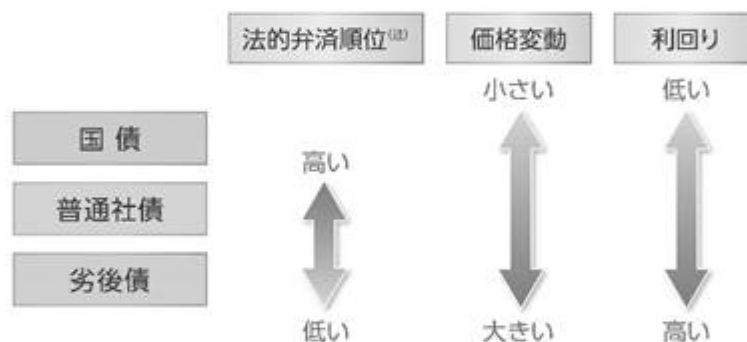 法的弁済順位(注) 価格変動 利回り
小さい 低い
国債
高い
普通社債
劣後債
低い 大きい 高い